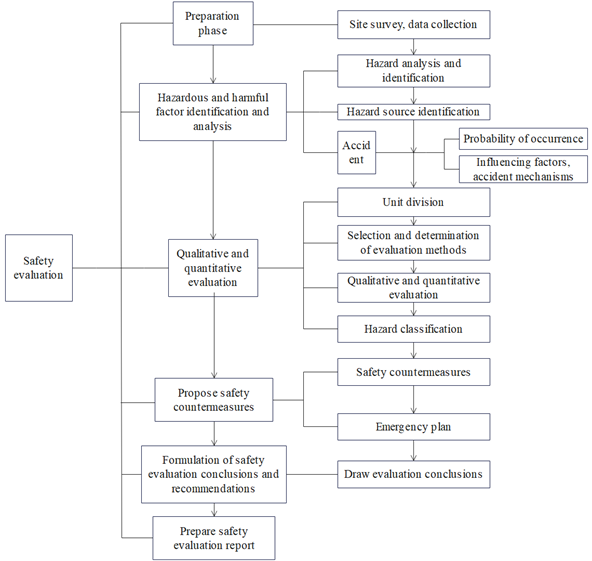 Preparation
phase
Site survey, data collection
Hazard analysis and
identification
Hazardous and harmful
factor identification and
analysis
Hazard source identification
Accid
ent
Probability of occurrence
Influencing factors,
accident mechanisms
Unit division
Safety
evaluation
Qualitative and
quantitative
evaluation
Selection and determination
of evaluation methods
Qualitative and quantitative
evaluation
Hazard classification
Propose safety
countermeasures
Safety countermeasures
Emergency plan
Formulation of safety
evaluation conclusions and
recommendations
Draw evaluation conclusions
Prepare safety
evaluation report